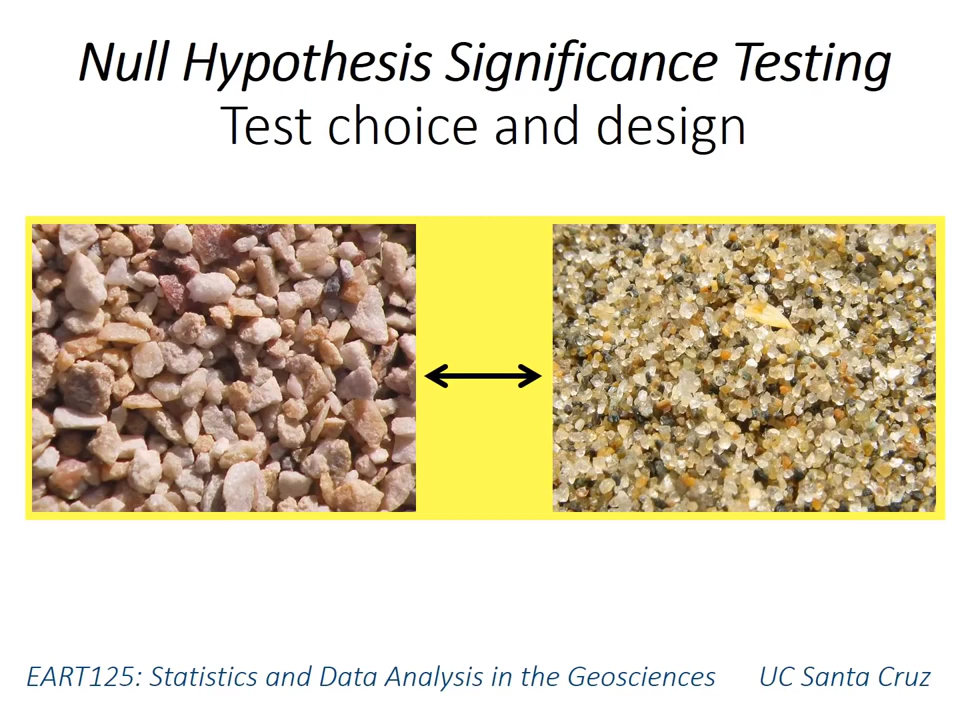 Null Hypothesis Significance Testing
Test choice and design
EART125: Statistics and Data Analysis in the Geosciences UC Santa Cruz